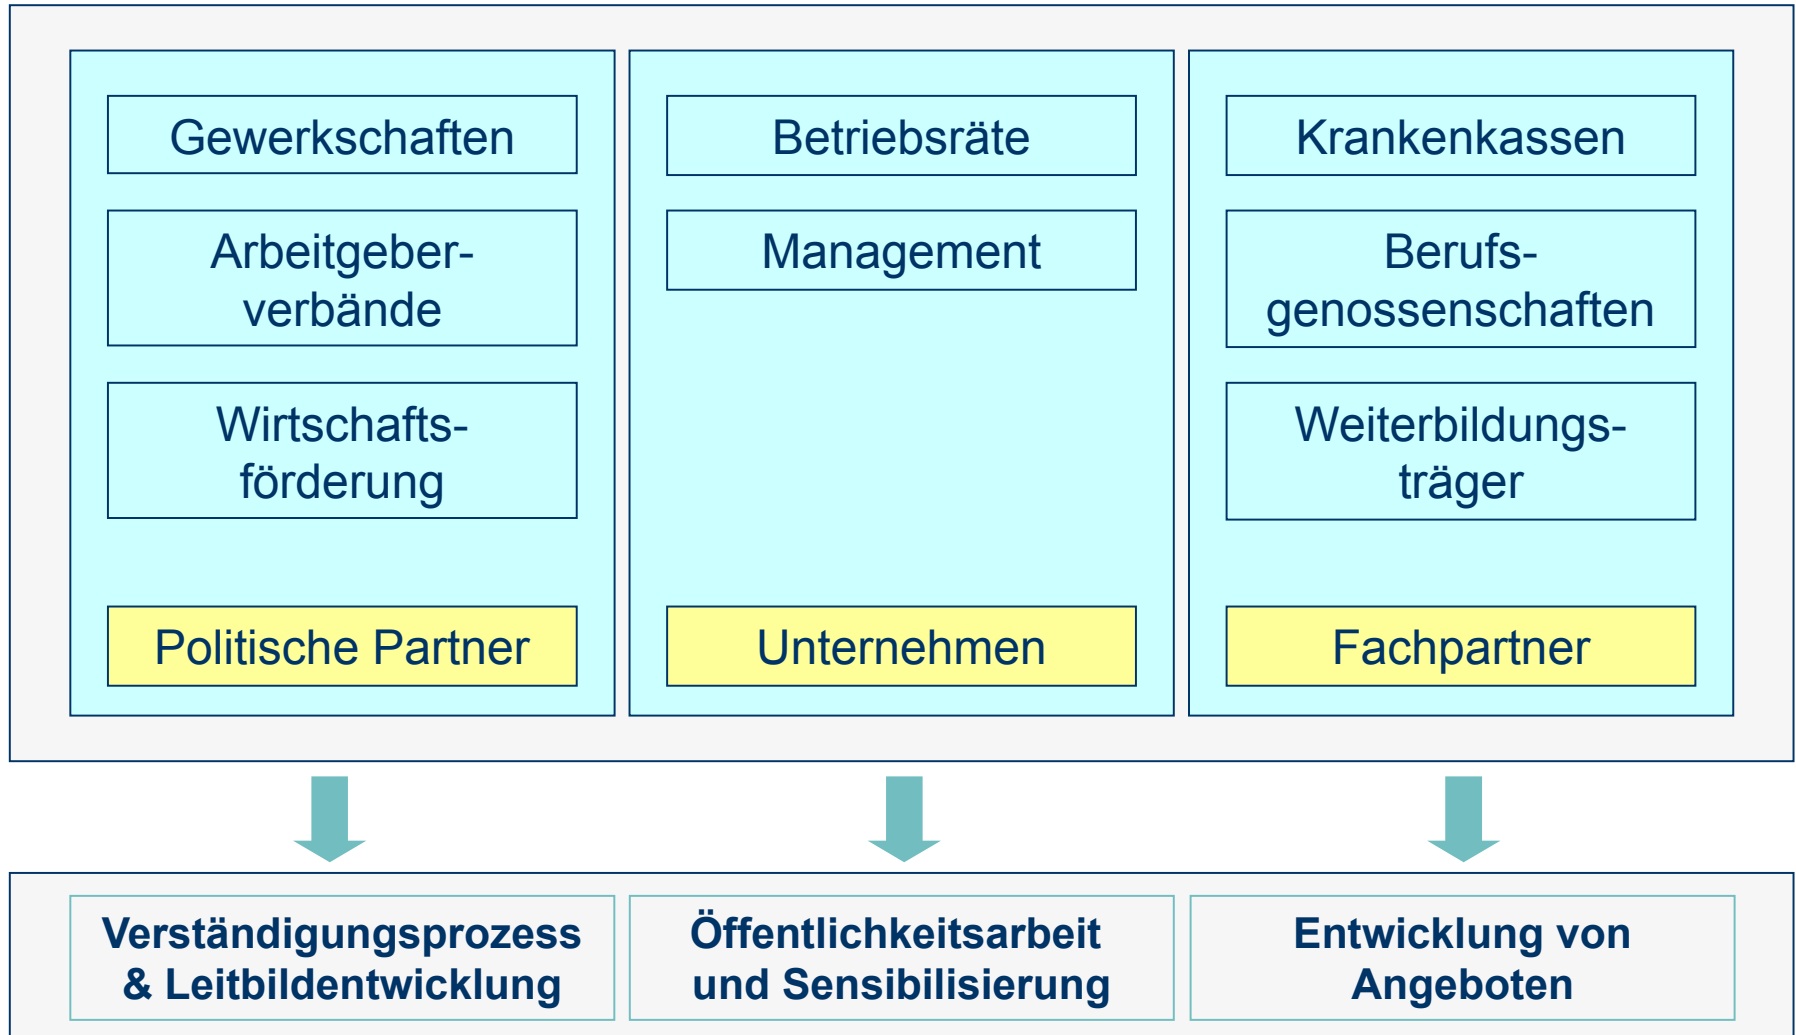 Gewerkschaften
Arbeitgeber-
verbände
Wirtschafts-
förderung
Politische Partner
Betriebsräte
Management
Unternehmen
Krankenkassen
Berufs-
genossenschaften
Weiterbildungs-
träger
Fachpartner
Verständigungsprozess
& Leitbildentwicklung
Öffentlichkeitsarbeit
und Sensibilisierung
Entwicklung von
Angeboten